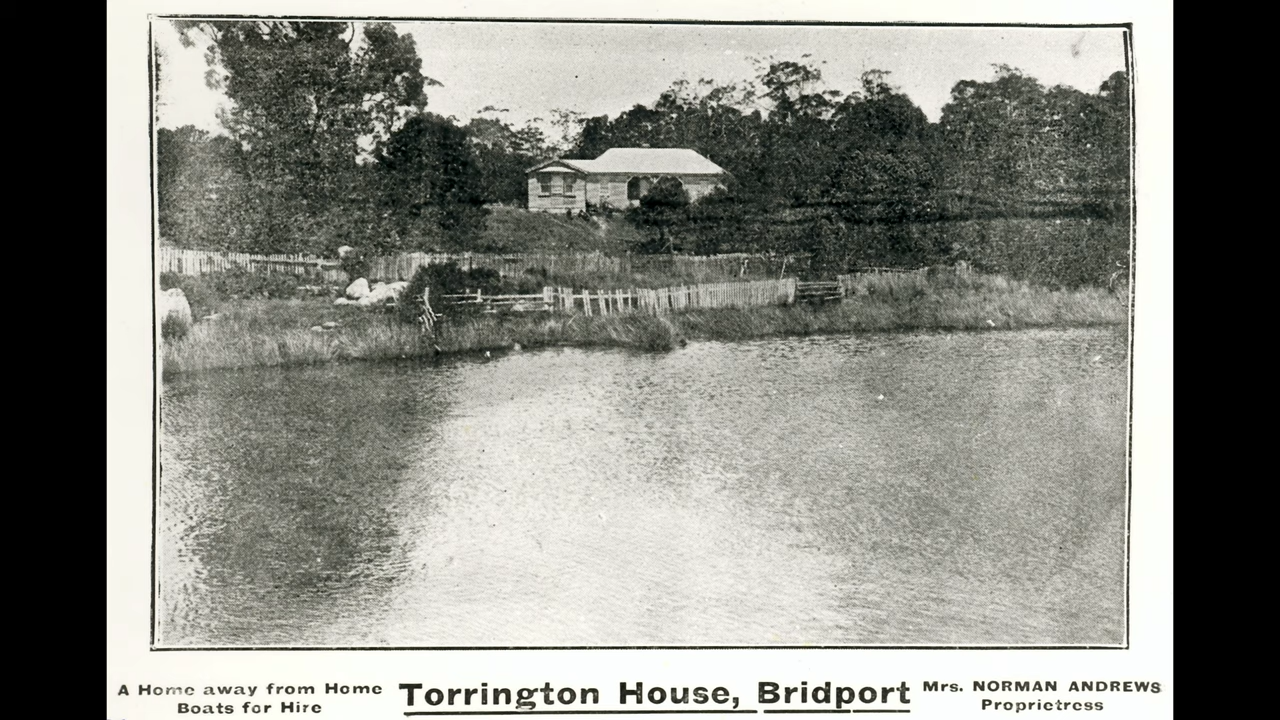 A Home away from Home
Boats for Hire
Torrington House, Bridport
Mrs. NORMAN ANDREWS
Proprietress